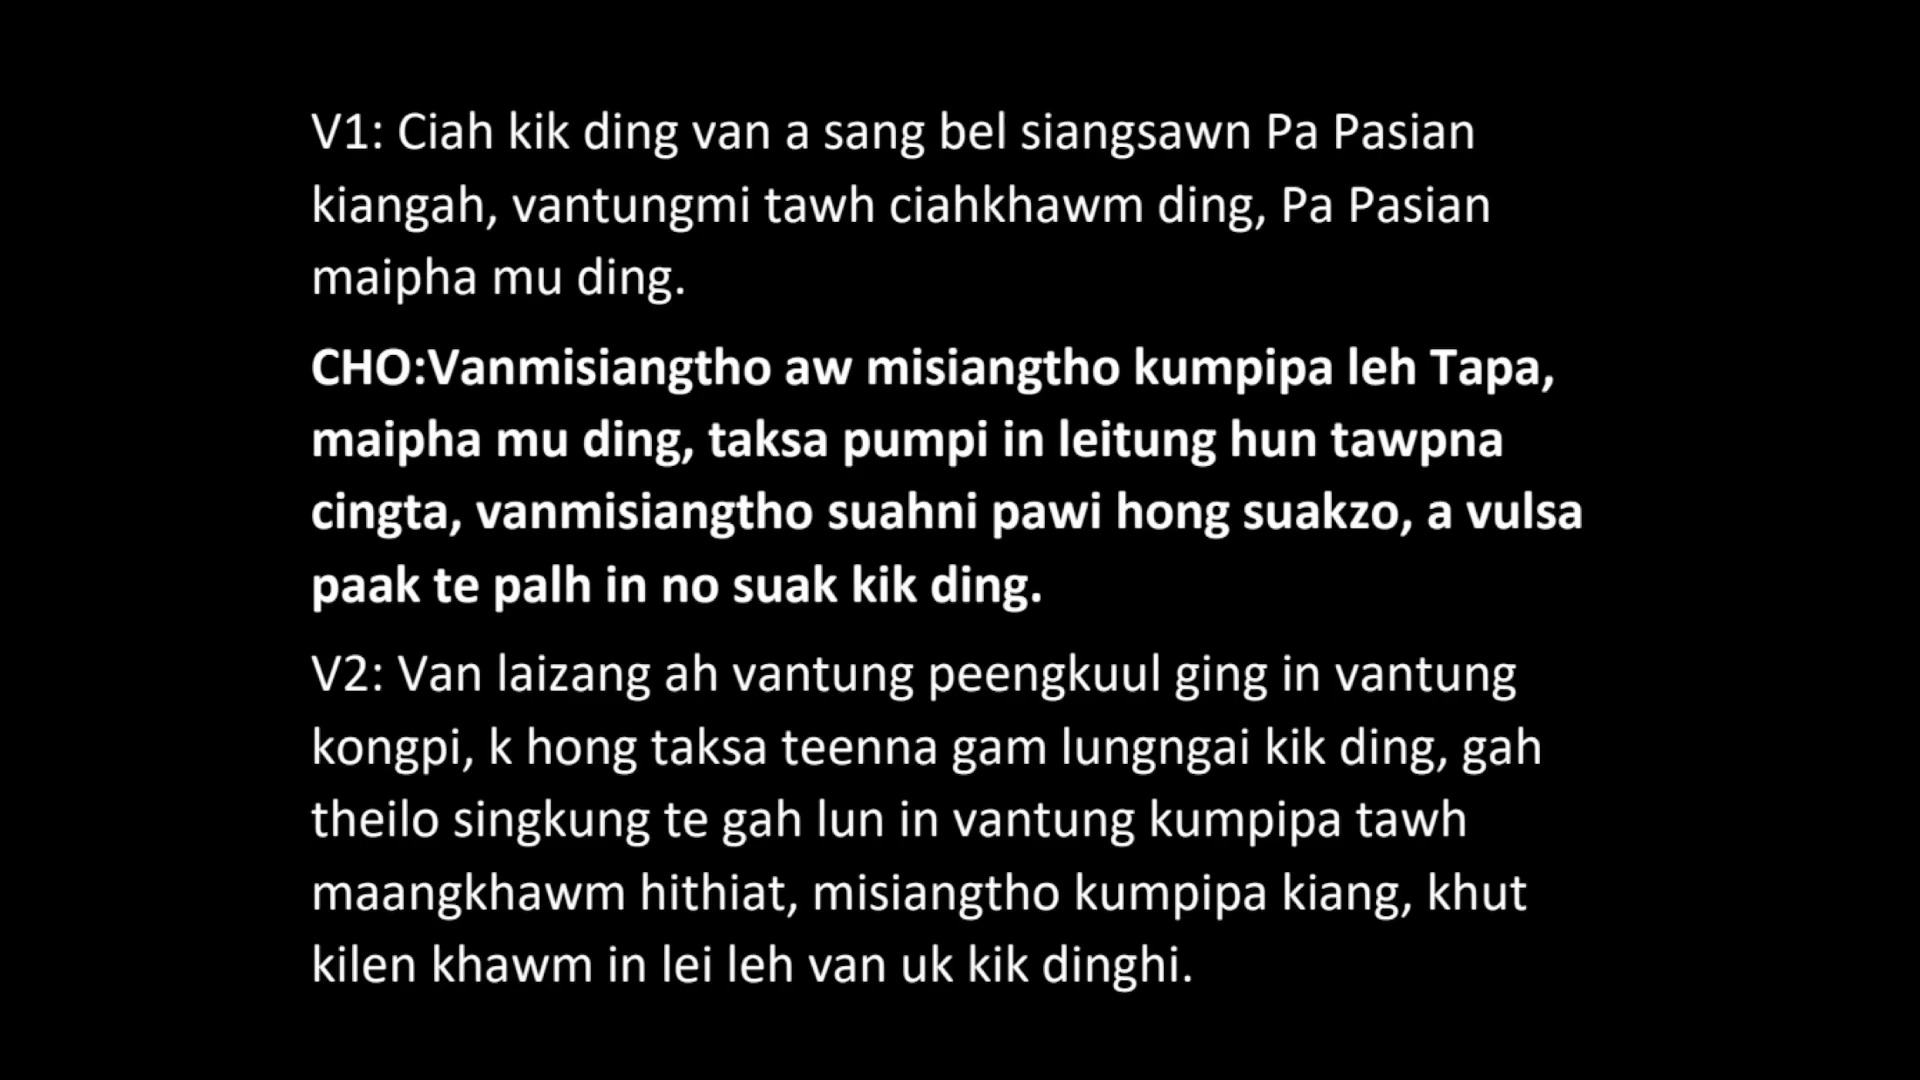 V1: Ciah kik ding van a sang bel siangsawn Pa Pasian
kiangah, vantungmi tawh ciahkhawm ding, Pa Pasian
maipha mu ding.
CHO:Vanmisiangtho aw misiangtho kumpipa leh Tapa,
maipha mu ding, taksa pumpi in leitung hun tawpna
cingta, vanmisiangtho suahni pawi hong suakzo, a vulsa
paak te palh in no suak kik ding.
V2: Van laizang ah vantung peengkuul ging in vantung
kongpi, k hong taksa teenna gam lungngai kik ding, gah
theilo singkung te gah lun in vantung kumpipa tawh
maangkhawm hithiat, misiangtho kumpipa kiang, khut
kilen khawm in lei leh van uk kik dinghi.